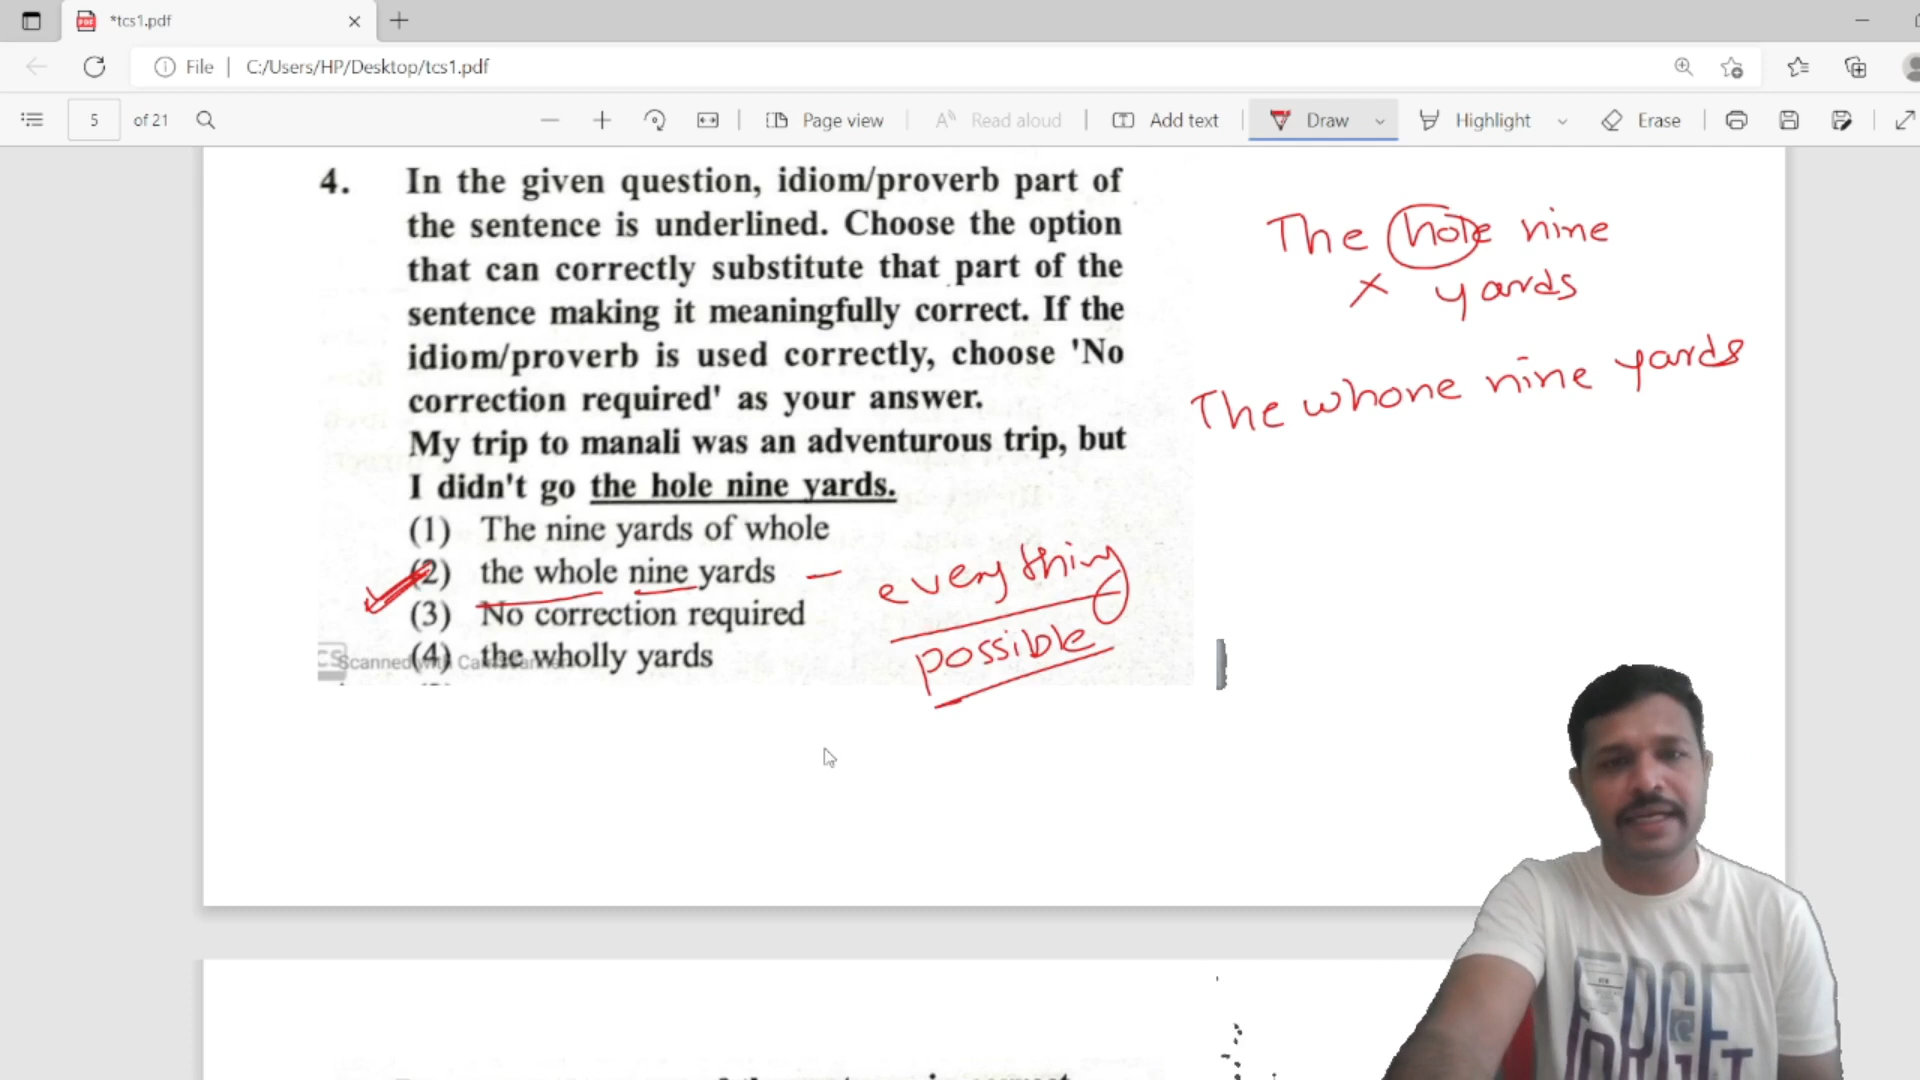 *tcs1.pdf
File | C:/Users/HP/Desktop/tcs1.pdf
5 of 21
Page view
Read aloud
Add text
Draw
Highlight
Erase
4. In the given question, idiom/proverb part of
the sentence is underlined. Choose the option
that can correctly substitute that part of the
sentence making it meaningfully correct. If the
idiom/proverb is used correctly, choose 'No
correction required' as your answer.
My trip to manali was an adventurous trip, but
I didn't go the hole nine yards.
(1) The nine yards of whole
(2) the whole nine yards – everything
possible
(3) No correction required
(4) the wholly yards
CS Scanned with CamScanner
The hole nine
x yards
The whone nine yards